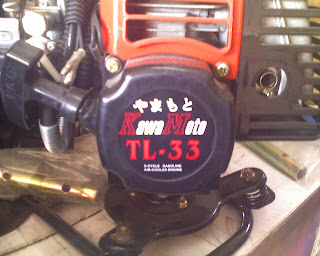 やまもと
KawaMoto
TL-33
2-CYCLE GASOLINE
AIR-COOLED ENGINE